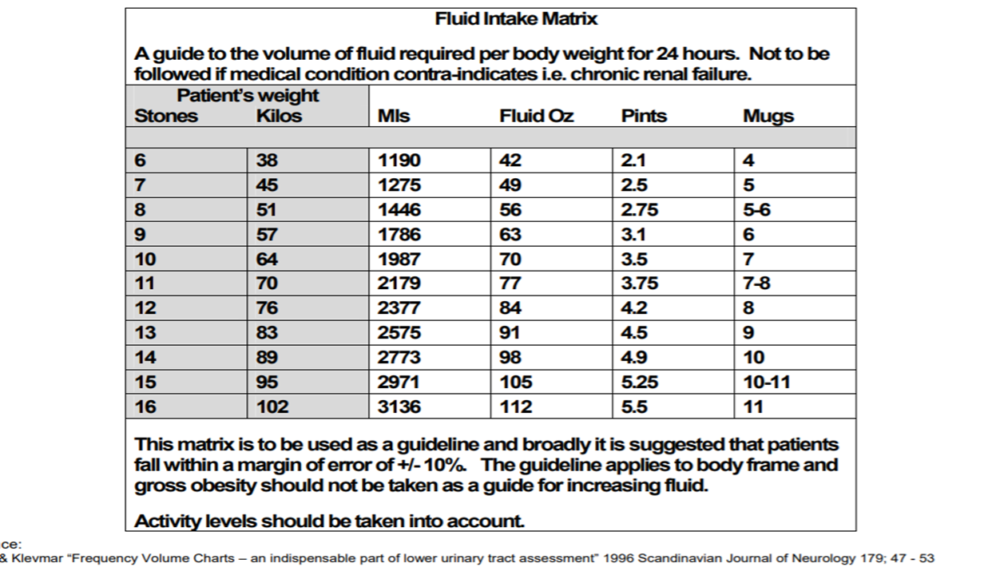 Fluid Intake Matrix
A guide to the volume of fluid required per body weight for 24 hours. Not to be
followed if medical condition contra-indicates i.e. chronic renal failure.
Patient's weight
Stones Kilos Mls Fluid Oz Pints Mugs
6 38 1190 42 2.1 4
7 45 1275 49 2.5 5
8 51 1446 56 2.75 5-6
9 57 1786 63 3.1 6
10 64 1987 70 3.5 7
11 70 2179 77 3.75 7-8
12 76 2377 84 4.2 8
13 83 2575 91 4.5 9
14 89 2773 98 4.9 10
15 95 2971 105 5.25 10-11
16 102 3136 112 5.5 11
This matrix is to be used as a guideline and broadly it is suggested that patients
fall within a margin of error of +/- 10%. The guideline applies to body frame and
gross obesity should not be taken as a guide for increasing fluid.
Activity levels should be taken into account.
ce:
& Klevmar “Frequency Volume Charts – an indispensable part of lower urinary tract assessment” 1996 Scandinavian Journal of Neurology 179; 47 - 53